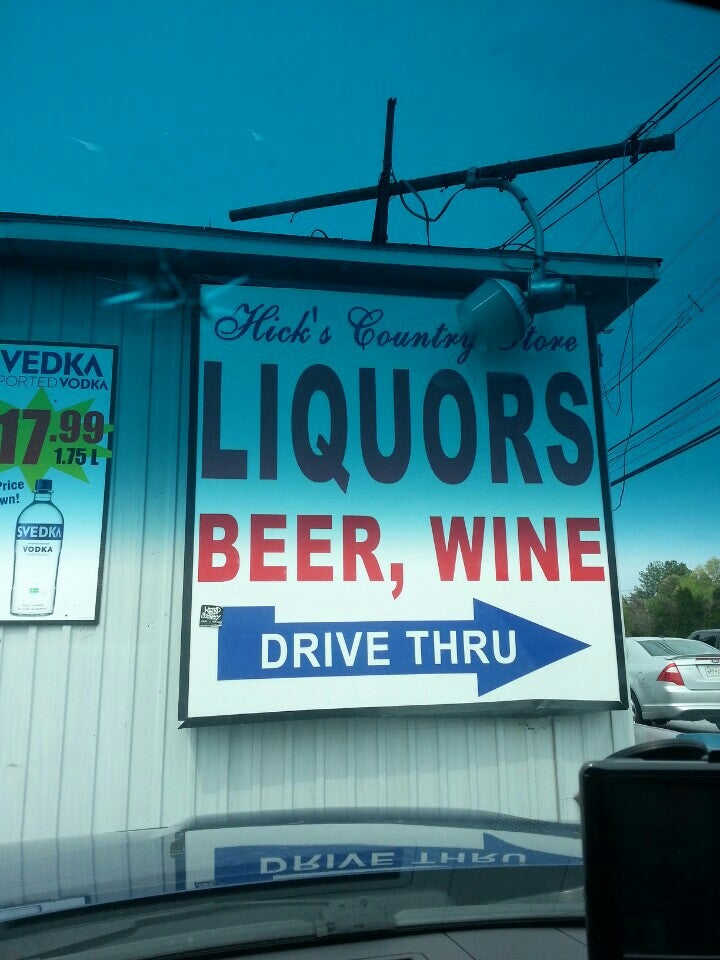 Hick's Country Store
LIQUORS
BEER, WINE
DRIVE THRU
VEDKA
PORTED VODKA
17.99
1.75 L
Price
wn!
SVEDKA
VODKA
DRIVE THRU